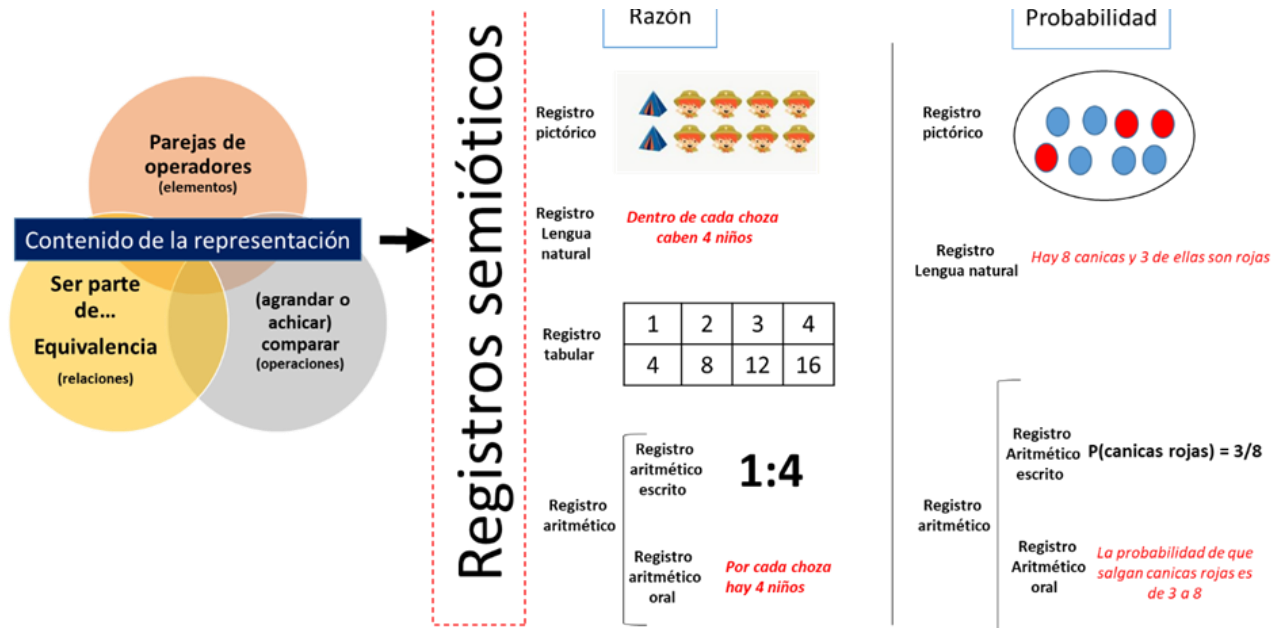 Parejas de
operadores
(elementos)
Contenido de la representación
Ser parte
de...
Equivalencia
(relaciones)
(agrandar o
achicar)
comparar
(operaciones)
Registros semióticos
Razón
Registro
pictórico
Registro
Lengua
natural
Dentro de cada choza
caben 4 niños
Registro
tabular
1 2 3 4
4 8 12 16
Registro
aritmético
Registro
aritmético
escrito
1:4
Registro
aritmético
oral
Por cada choza
hay 4 niños
Probabilidad
Registro
pictórico
Registro
Lengua natural
Hay 8 canicas y 3 de ellas son rojas
Registro
aritmético
Registro
Aritmético
escrito
P(canicas rojas) = 3/8
Registro
Aritmético
oral
La probabilidad de que
salgan canicas rojas es
de 3 a 8